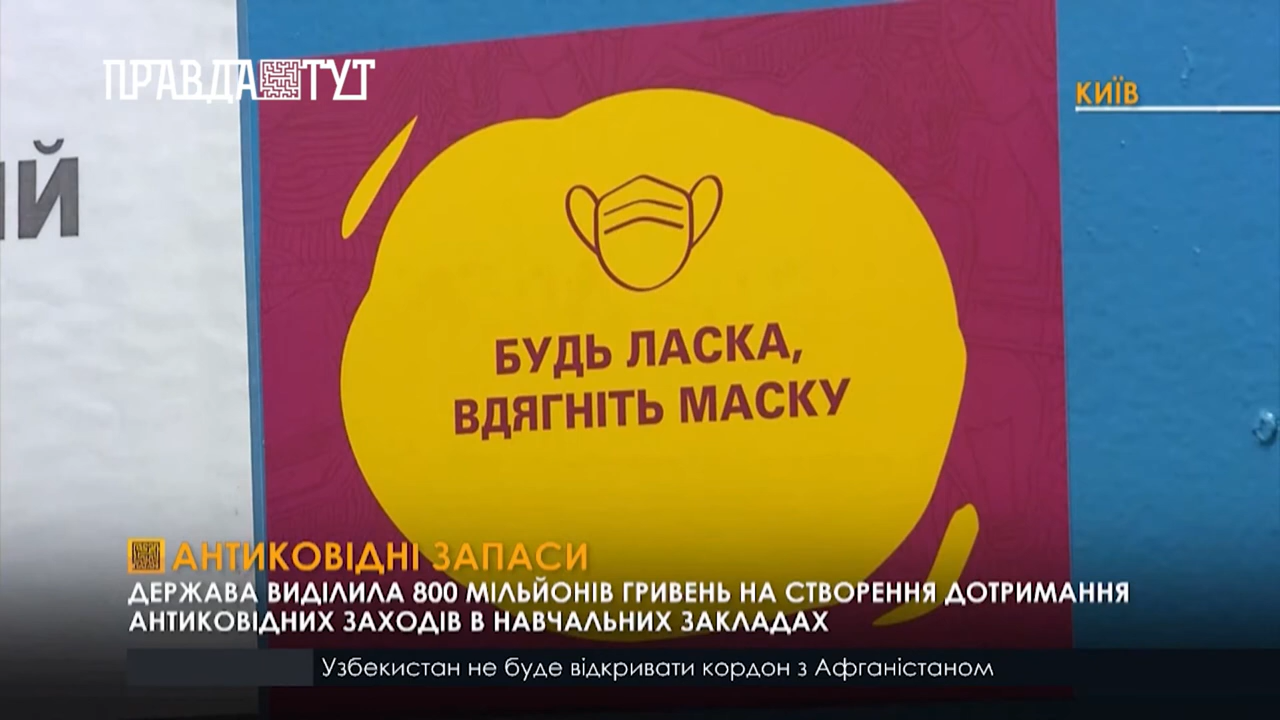 ПРАВДА ТУТ
КИЇВ
ИЙ
БУДЬ ЛАСКА,
ВДЯГНІТЬ МАСКУ
АНТИКОВІДНІ ЗАПАСИ
ДЕРЖАВА ВИДІЛИЛА 800 МІЛЬЙОНІВ ГРИВЕНЬ НА СТВОРЕННЯ ДОТРИМАННЯ
АНТИКОВІДНИХ ЗАХОДІВ В НАВЧАЛЬНИХ ЗАКЛАДАХ
Узбекистан не буде відкривати кордон з Афганістаном